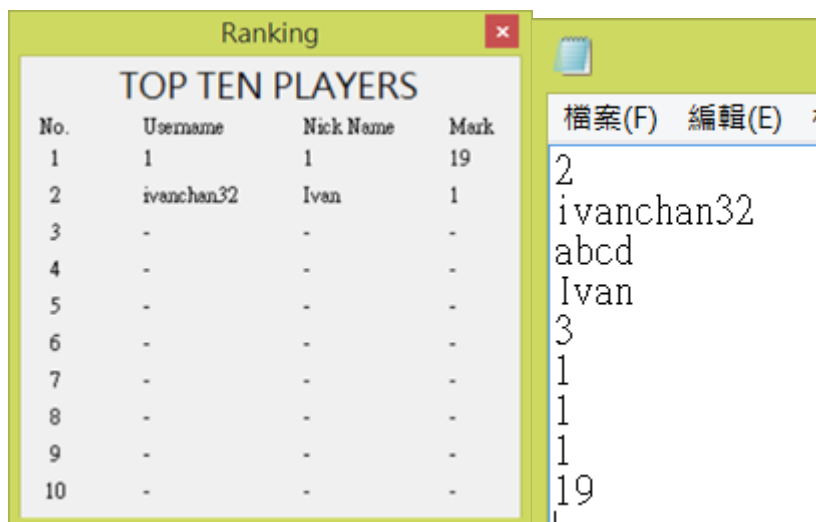 Ranking
TOP TEN PLAYERS
No. Username Nick Name Mark
1 1 1 19
2 ivanchan32 Ivan 1
3 - - -
4 - - -
5 - - -
6 - - -
7 - - -
8 - - -
9 - - -
10 - - -
檔案(F) 編輯(E)
2
ivanchan32
abcd
Ivan
3
1
1
1
19